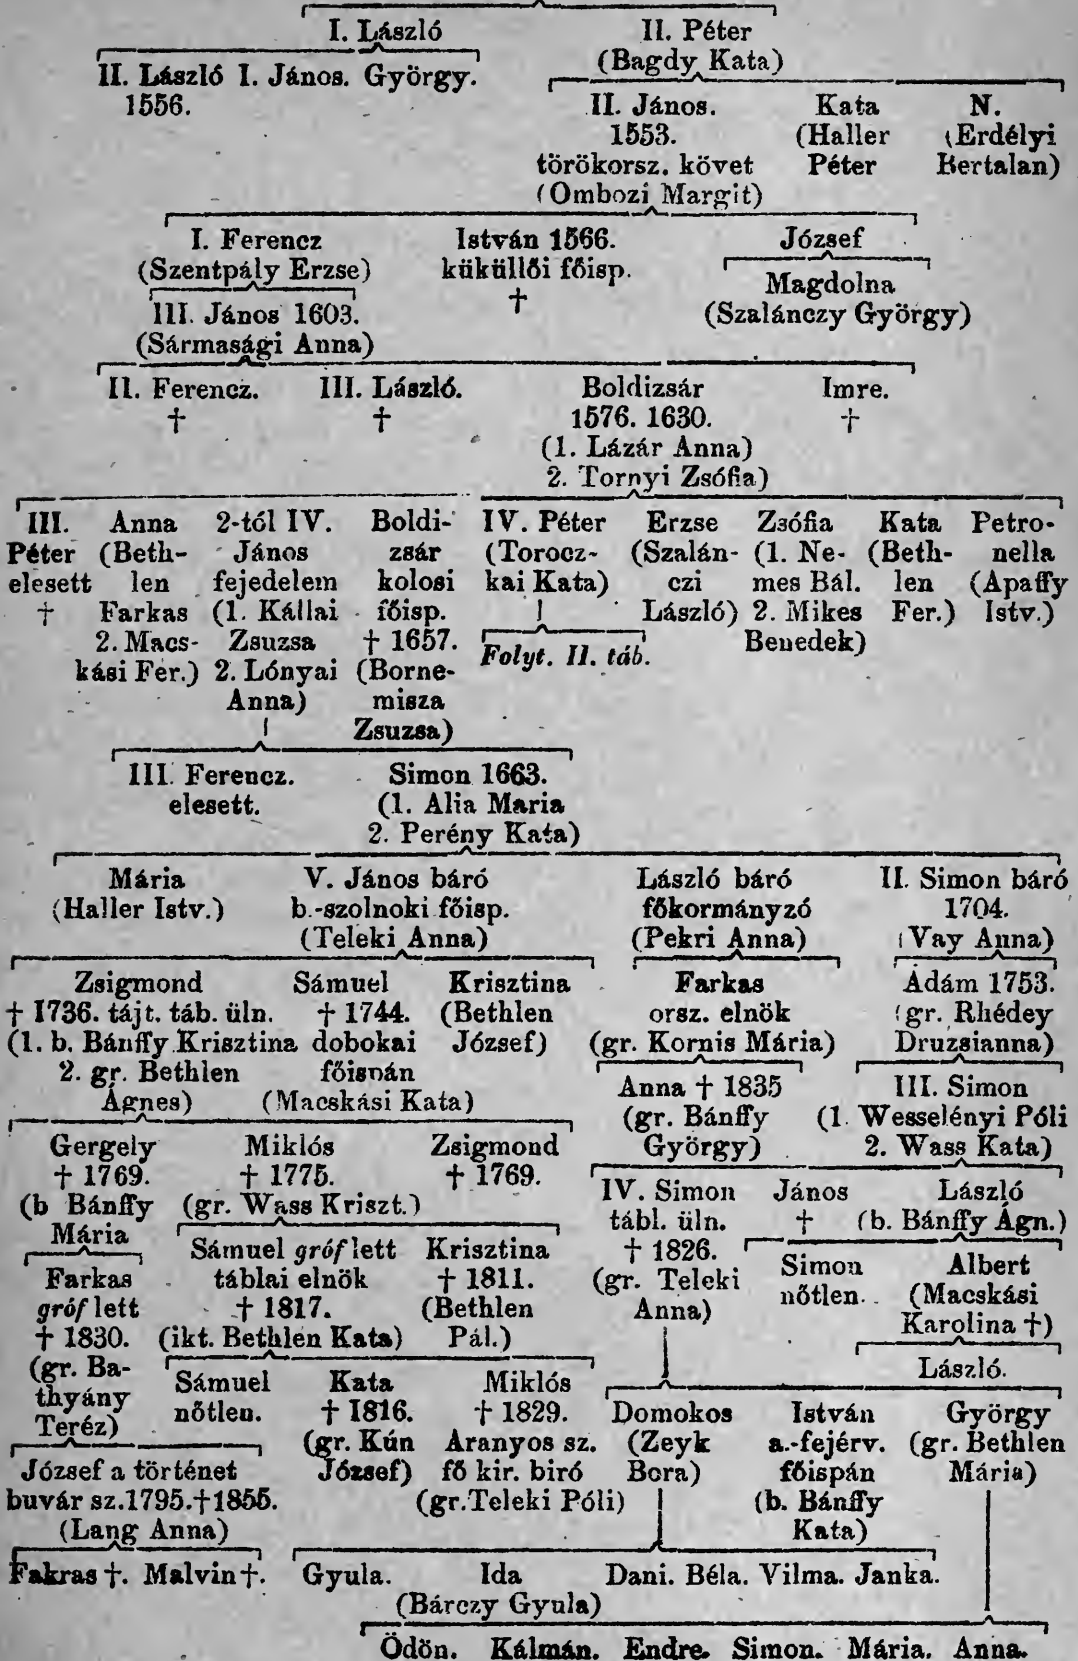 I. László II. Péter
(Bagdy Kata)
II. László I. János. György.
1556.
II. János. Kata N.
1553. (Haller (Erdélyi
törökorsz. követ Péter Bertalan)
(Ombozi Margit)
I. Ferencz István 1566. József
(Szentpály Erzse) küküllői főisp.
† Magdolna
III. János 1603. (Szalánczy György)
(Sármasági Anna)
II. Ferencz. III. László. Boldizsár Imre.
† † 1576. 1630. †
(1. Lázár Anna)
2. Tornyi Zsófia)
III. Anna 2-tól IV. Boldi- IV. Péter Erzse Zsófia Kata Petro-
Péter (Beth- János zsár (Torocz- (Szalán- (1. Ne- (Beth- nella
elesett len fejedelem kolosi kai Kata) czi mes Bál. len (Apaffy
† Farkas (1. Kállai főisp. László) 2. Mikes Fer.) Istv.)
2. Macs- Zsuzsa † 1657. Folyt. II. táb. Benedek)
kási Fer.) 2. Lónyai (Borne-
Anna) misza
Zsuzsa)
III. Ferencz. Simon 1663.
elesett. (1. Alia Maria
2. Perény Kata)
Mária V. János báró László báró II. Simon báró
(Haller Istv.) b.-szolnoki főisp. főkormányzó 1704.
(Teleki Anna) (Pekri Anna) (Vay Anna)
Zsigmond Sámuel Krisztina Farkas Ádám 1753.
† 1736. tájt. táb. üln. † 1744. (Bethlen orsz. elnök (gr. Rhédey
(1. b. Bánffy Krisztina dobokai József) (gr. Kornis Mária) Druzsianna)
2. gr. Bethlen főispán Anna † 1835 III. Simon
Ágnes) (Macskási Kata) (gr. Bánffy (1. Wesselényi Póli
Gergely Miklós Zsigmond György) 2. Wass Kata)
† 1769. † 1775. † 1769.
(b Bánffy (gr. Wass Kriszt.) IV. Simon János László
Mária tábl. üln. † (b. Bánffy Ágn.)
Sámuel gróf lett Krisztina † 1826. Simon Albert
Farkas táblai elnök † 1811. (gr. Teleki nőtlen. (Macskási
gróf lett † 1817. (Bethlen Anna) Karolina †)
† 1830. (ikt. Bethlen Kata) Pál.)
(gr. Ba- László.
thyány Sámuel Kata Miklós
Teréz) nőtlen. † 1816. † 1829. Domokos István György
(gr. Kún Aranyos sz. (Zeyk a.-fejérv. (gr. Bethlen
József a történet József) fő kir. biró Bora) főispán Mária)
buvár sz.1795.†1855. (gr.Teleki Póli) (b. Bánffy
(Lang Anna) Kata)
Fakras †. Malvin †. Gyula. Ida Dani. Béla. Vilma. Janka.
(Bárczy Gyula)
Ödön. Kálmán. Endre. Simon. Mária. Anna.